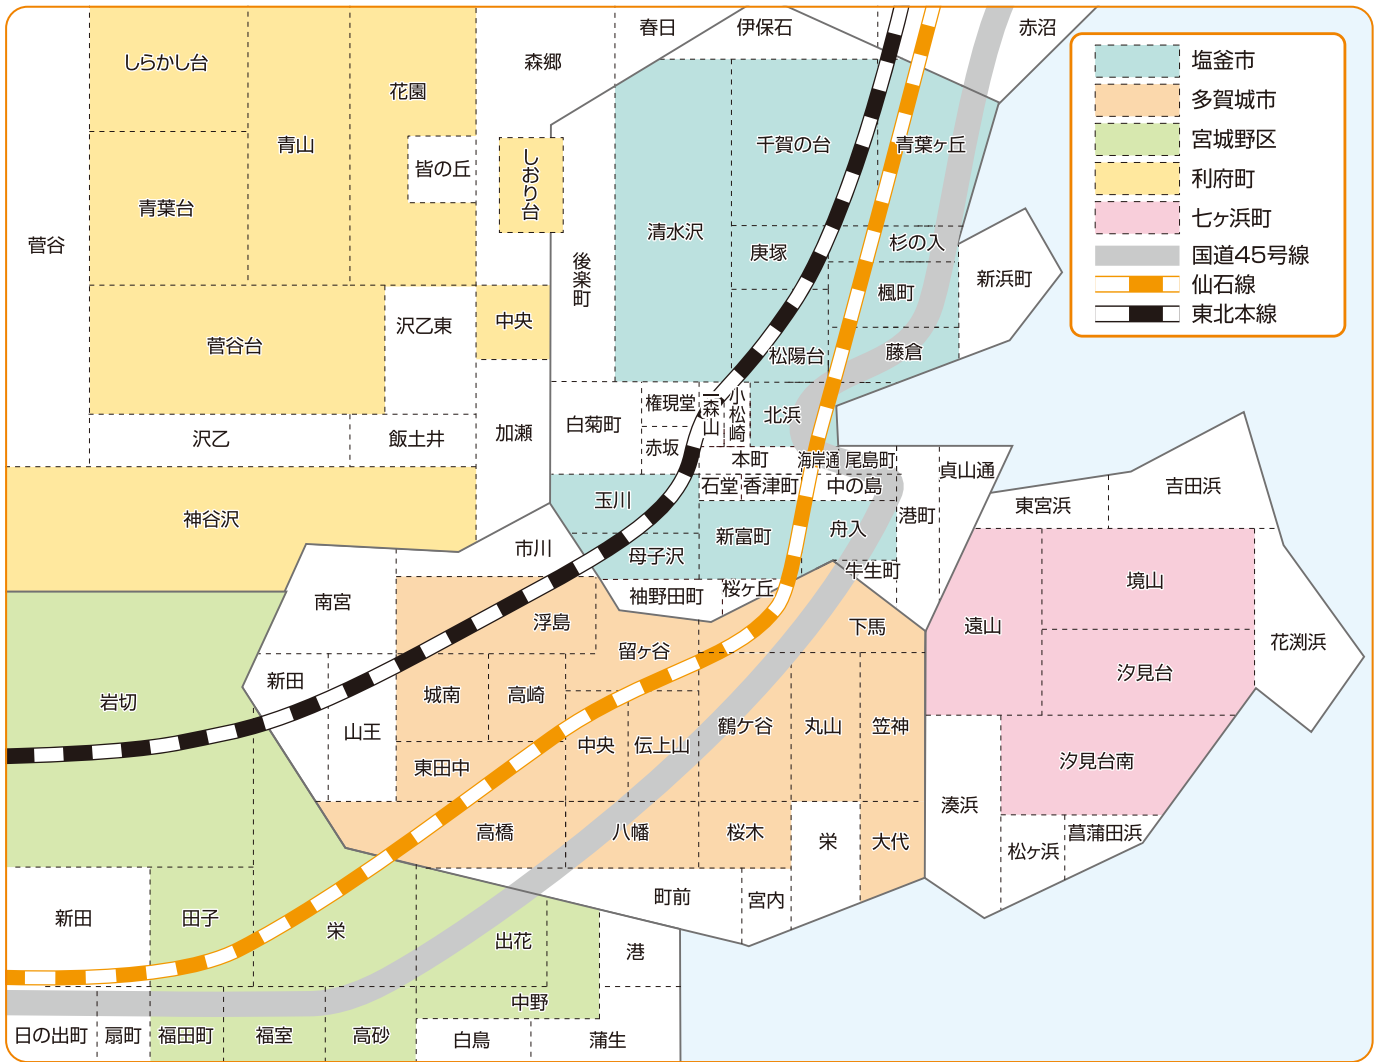 春日
伊保石
赤沼
しらかし台
森郷
花園
青山
皆の丘
しおり台
青葉台
菅谷
千賀の台
青葉ヶ丘
清水沢
庚塚
杉の入
新浜町
後楽町
楓町
沢乙東
中央
菅谷台
松陽台
藤倉
沢乙
飯土井
加瀬
白菊町
権現堂
赤坂
一森山
小松崎
北浜
本町
海岸通
尾島町
貞山通
石堂
香津町
中の島
港町
玉川
新富町
舟入
母子沢
牛生町
神谷沢
市川
袖野田町
桜ヶ丘
東宮浜
吉田浜
境山
遠山
花渕浜
汐見台
汐見台南
湊浜
松ヶ浜
菖蒲田浜
南宮
浮島
留ヶ谷
下馬
新田
城南
高崎
山王
東田中
中央
伝上山
鶴ケ谷
丸山
笠神
岩切
高橋
八幡
桜木
栄
大代
町前
宮内
新田
田子
栄
出花
港
中野
日の出町
扇町
福田町
福室
高砂
白鳥
蒲生
塩釜市
多賀城市
宮城野区
利府町
七ヶ浜町
国道45号線
仙石線
東北本線